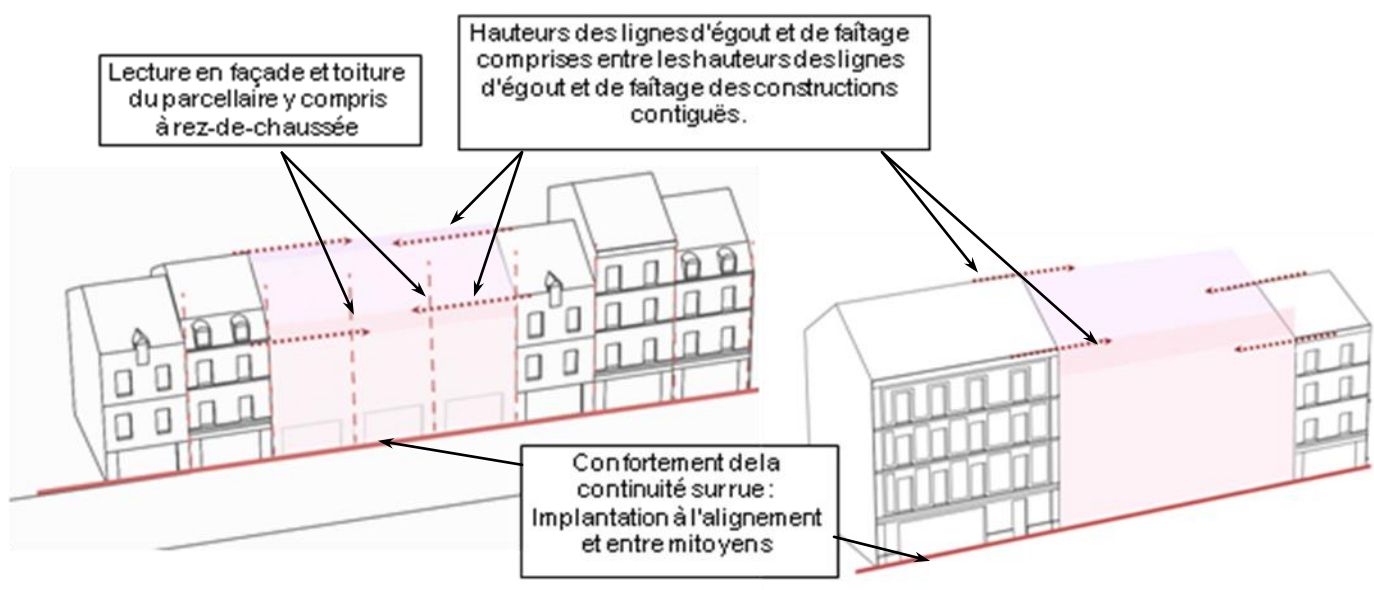 Lecture en façade et toiture
du parcellaire y compris
à rez-de-chaussée
Hauteurs des lignes d'égout et de faîtage
comprises entre les hauteurs des lignes
d'égout et de faîtage des constructions
contiguës.
Confortement de la
continuité sur rue :
Implantation à l'alignement
et entre mitoyens